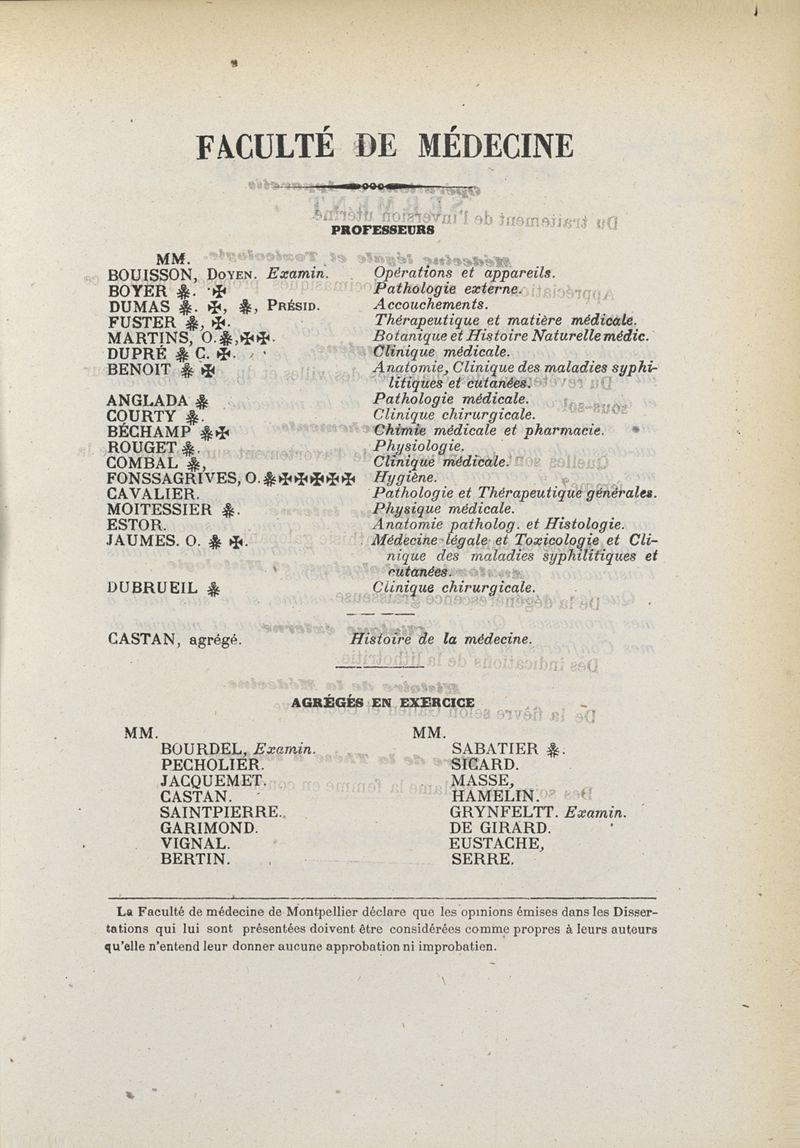 FACULTÉ DE MÉDECINE
PROFESSEURS
MM.
BOUISSON, DOYEN. Examin. Opérations et appareils.
BOYER ❋. ✠ Pathologie externe.
DUMAS ❋. ✠, ❋, PRÉSID. Accouchements.
FUSTER ❋, ✠. Thérapeutique et matière médicale.
MARTINS, O. ❋, ✠✠. Botanique et Histoire Naturelle médic.
DUPRÉ ❋ C. ✠. Clinique médicale.
BENOIT ❋ ✠ Anatomie, Clinique des maladies syphi-
litiques et cutanées.
ANGLADA ❋ Pathologie médicale.
COURTY ❋. Clinique chirurgicale.
BÉCHAMP ❋✠ Chimie médicale et pharmacie.
ROUGET ❋. Physiologie.
COMBAL ❋, Clinique médicale.
FONSSAGRIVES, O. ❋✠✠✠✠✠ Hygiène.
CAVALIER. Pathologie et Thérapeutique générales.
MOITESSIER ❋. Physique médicale.
ESTOR. Anatomie patholog. et Histologie.
JAUMES. O. ❋ ✠. Médecine légale et Toxicologie et Cli-
nique des maladies syphilitiques et
cutanées.
DUBRUEIL ❋ Clinique chirurgicale.
CASTAN, agrégé. Histoire de la médecine.
AGRÉGÉS EN EXERCICE
MM. MM.
BOURDEL, Examin. SABATIER ❋.
PECHOLIER. SICARD.
JACQUEMET. MASSE,
CASTAN. HAMELIN.
SAINTPIERRE. GRYNFELTT. Examin.
GARIMOND. DE GIRARD.
VIGNAL. EUSTACHE,
BERTIN. SERRE.
La Faculté de médecine de Montpellier déclare que les opinions émises dans les Disser-
tations qui lui sont présentées doivent être considérées comme propres à leurs auteurs
qu'elle n'entend leur donner aucune approbation ni improbatien.